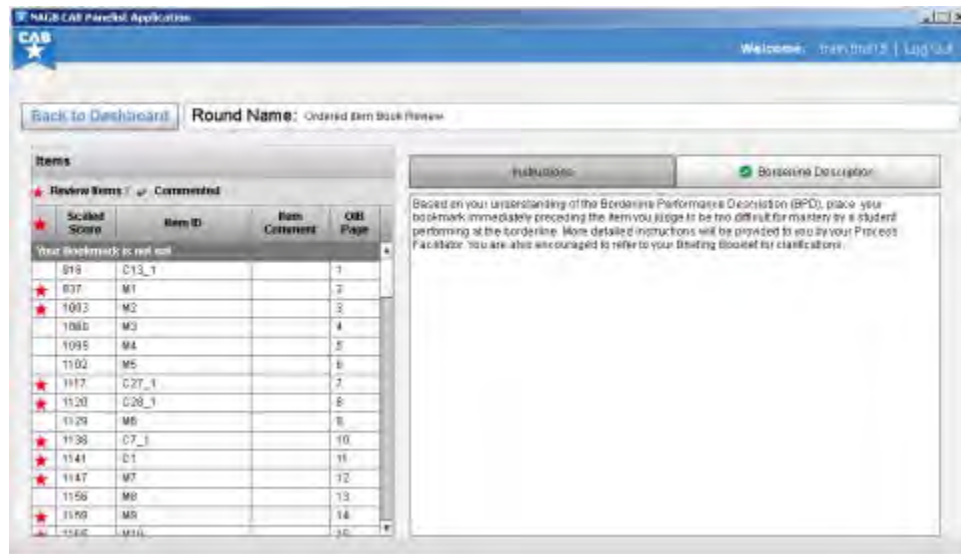 NAGB CAB Panelist Application
CAB
Welcome: | Log Out
Back to Dashboard
Round Name: Ordered Item Book Review
Items
Review Items / Commented
Scaled Score Item ID Item Comment OIB Page
Your Bookmark is not set
C13_1 1
M1 2
1003 M2 3
M3 4
1095 M4 5
1102 M5 6
1117 C27_1 7
1120 C28_1 8
1129 M6 9
1136 C7_1 10
1141 C1 11
1147 M7 12
1156 M8 13
1159 M9 14
M10 15
Instructions
Borderline Description
Based on your understanding of the Borderline Performance Description (BPD), place your
bookmark immediately preceding the item you judge to be too difficult for mastery by a student
performing at the borderline. More detailed instructions will be provided to you by your Process
Facilitator. You are also encouraged to refer to your Briefing Booklet for clarifications.